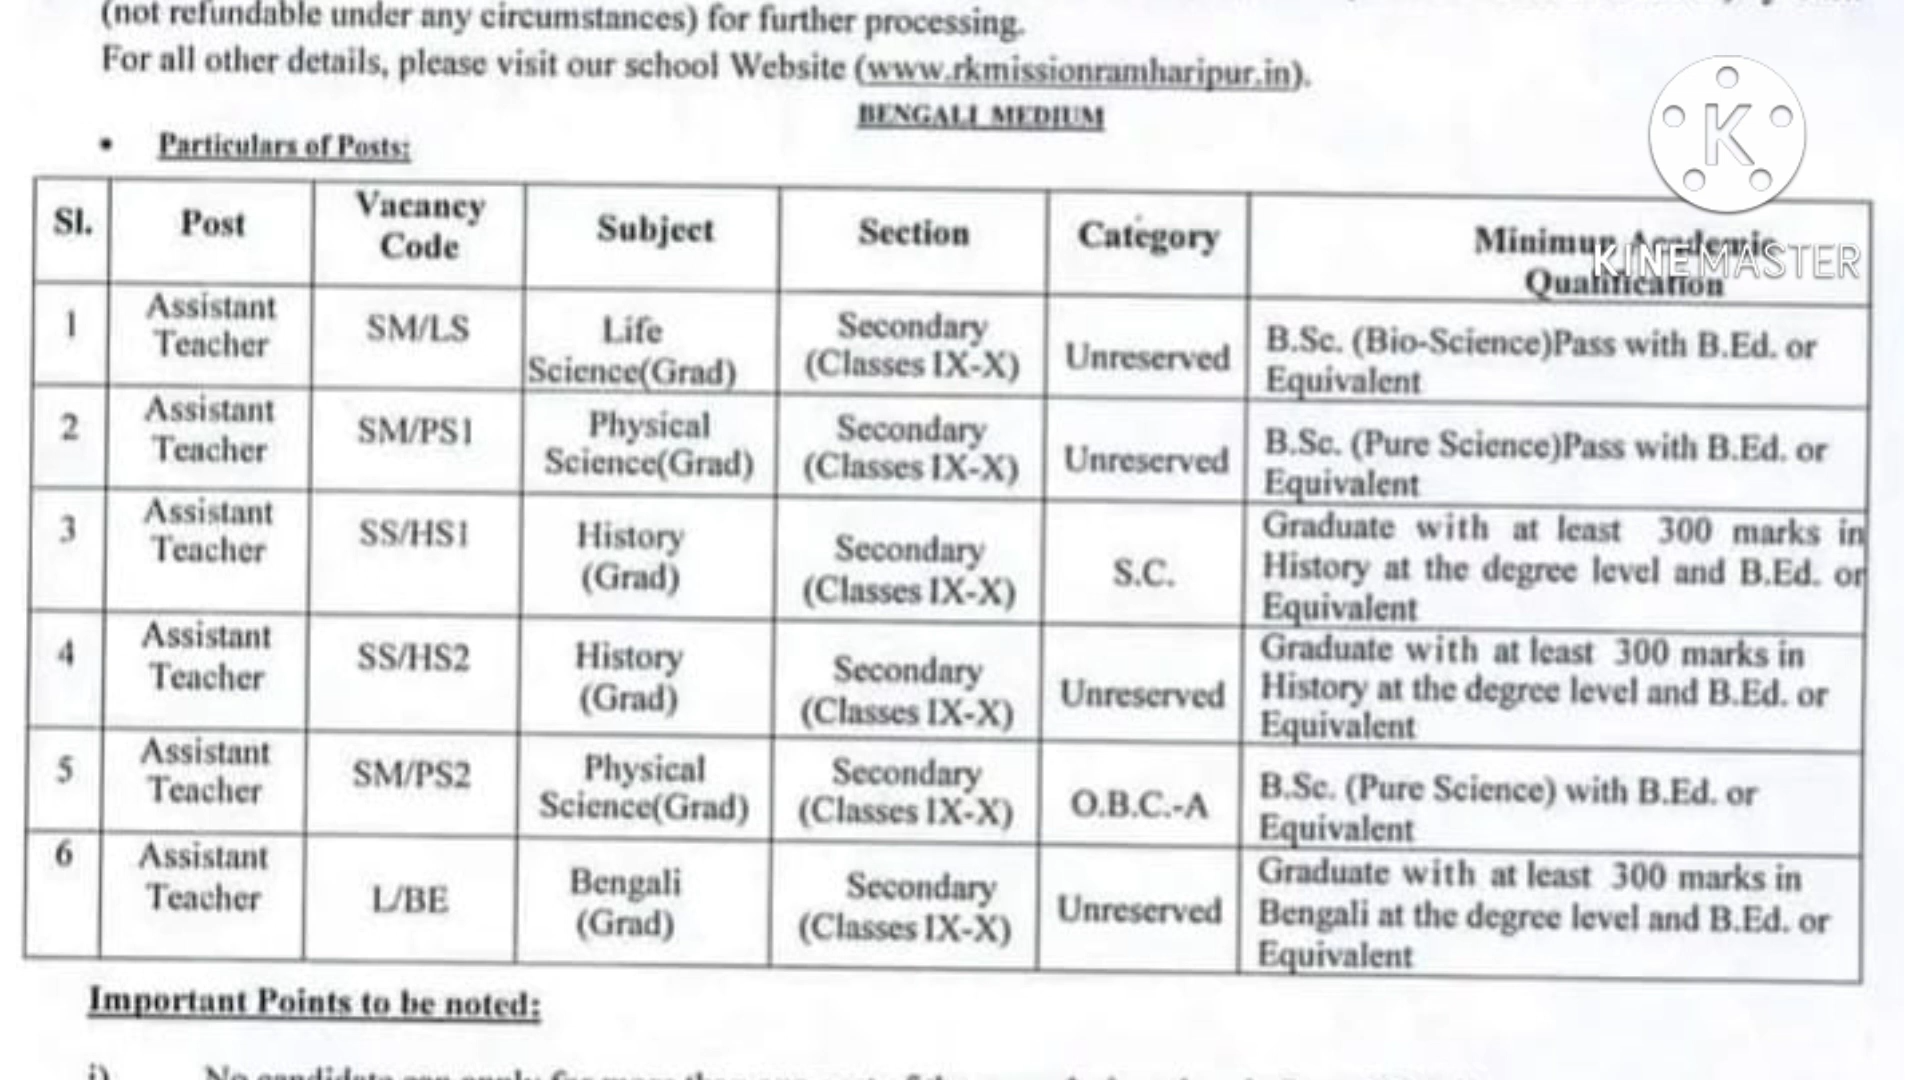 (not refundable under any circumstances) for further processing.
For all other details, please visit our school Website (www.rkmissionramharipur.in).
BENGALI MEDIUM
• Particulars of Posts:
Sl. Post Vacancy Code Subject Section Category Minimun Academic Qualification
1 Assistant Teacher SM/LS Life Science(Grad) Secondary (Classes IX-X) Unreserved B.Sc. (Bio-Science)Pass with B.Ed. or Equivalent
2 Assistant Teacher SM/PS1 Physical Science(Grad) Secondary (Classes IX-X) Unreserved B.Sc. (Pure Science)Pass with B.Ed. or Equivalent
3 Assistant Teacher SS/HS1 History (Grad) Secondary (Classes IX-X) S.C. Graduate with at least 300 marks in History at the degree level and B.Ed. or Equivalent
4 Assistant Teacher SS/HS2 History (Grad) Secondary (Classes IX-X) Unreserved Graduate with at least 300 marks in History at the degree level and B.Ed. or Equivalent
5 Assistant Teacher SM/PS2 Physical Science(Grad) Secondary (Classes IX-X) O.B.C.-A B.Sc. (Pure Science) with B.Ed. or Equivalent
6 Assistant Teacher L/BE Bengali (Grad) Secondary (Classes IX-X) Unreserved Graduate with at least 300 marks in Bengali at the degree level and B.Ed. or Equivalent
Important Points to be noted:
i) No candidate can apply for more than one
K
KINEMASTER